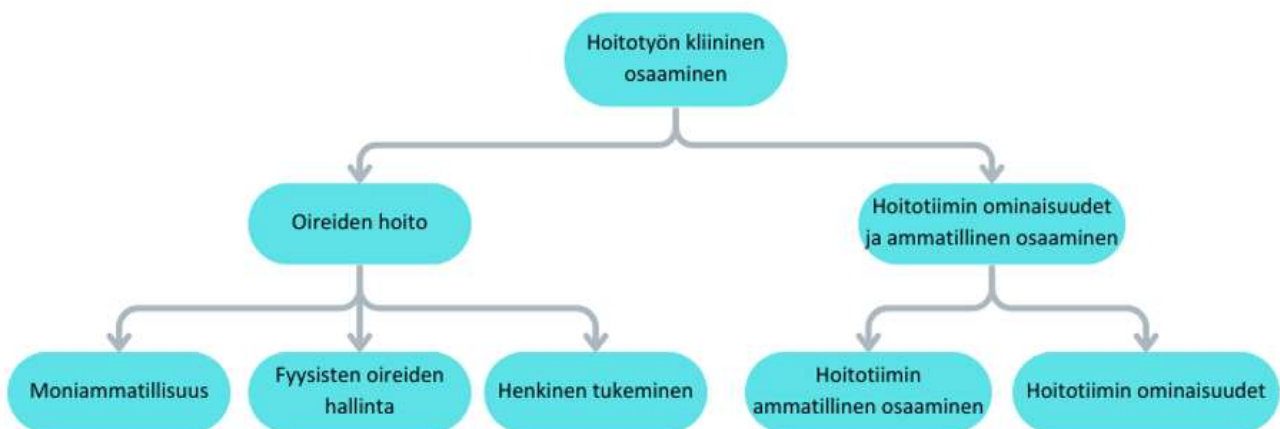 Hoitotyön kliininen
osaaminen
Oireiden hoito
Hoitotiimin ominaisuudet
ja ammatillinen osaaminen
Moniammatillisuus
Fyysisten oireiden
hallinta
Henkinen tukeminen
Hoitotiimin
ammatillinen osaaminen
Hoitotiimin ominaisuudet